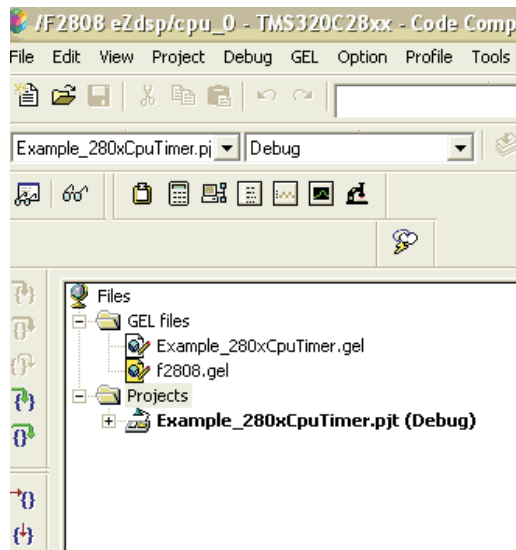 /F2808 eZdsp/cpu_0 - TMS320C28xx - Code Comp
File Edit View Project Debug GEL Option Profile Tools
Example_280xCpuTimer.pj Debug
Files
GEL files
Example_280xCpuTimer.gel
f2808.gel
Projects
Example_280xCpuTimer.pjt (Debug)